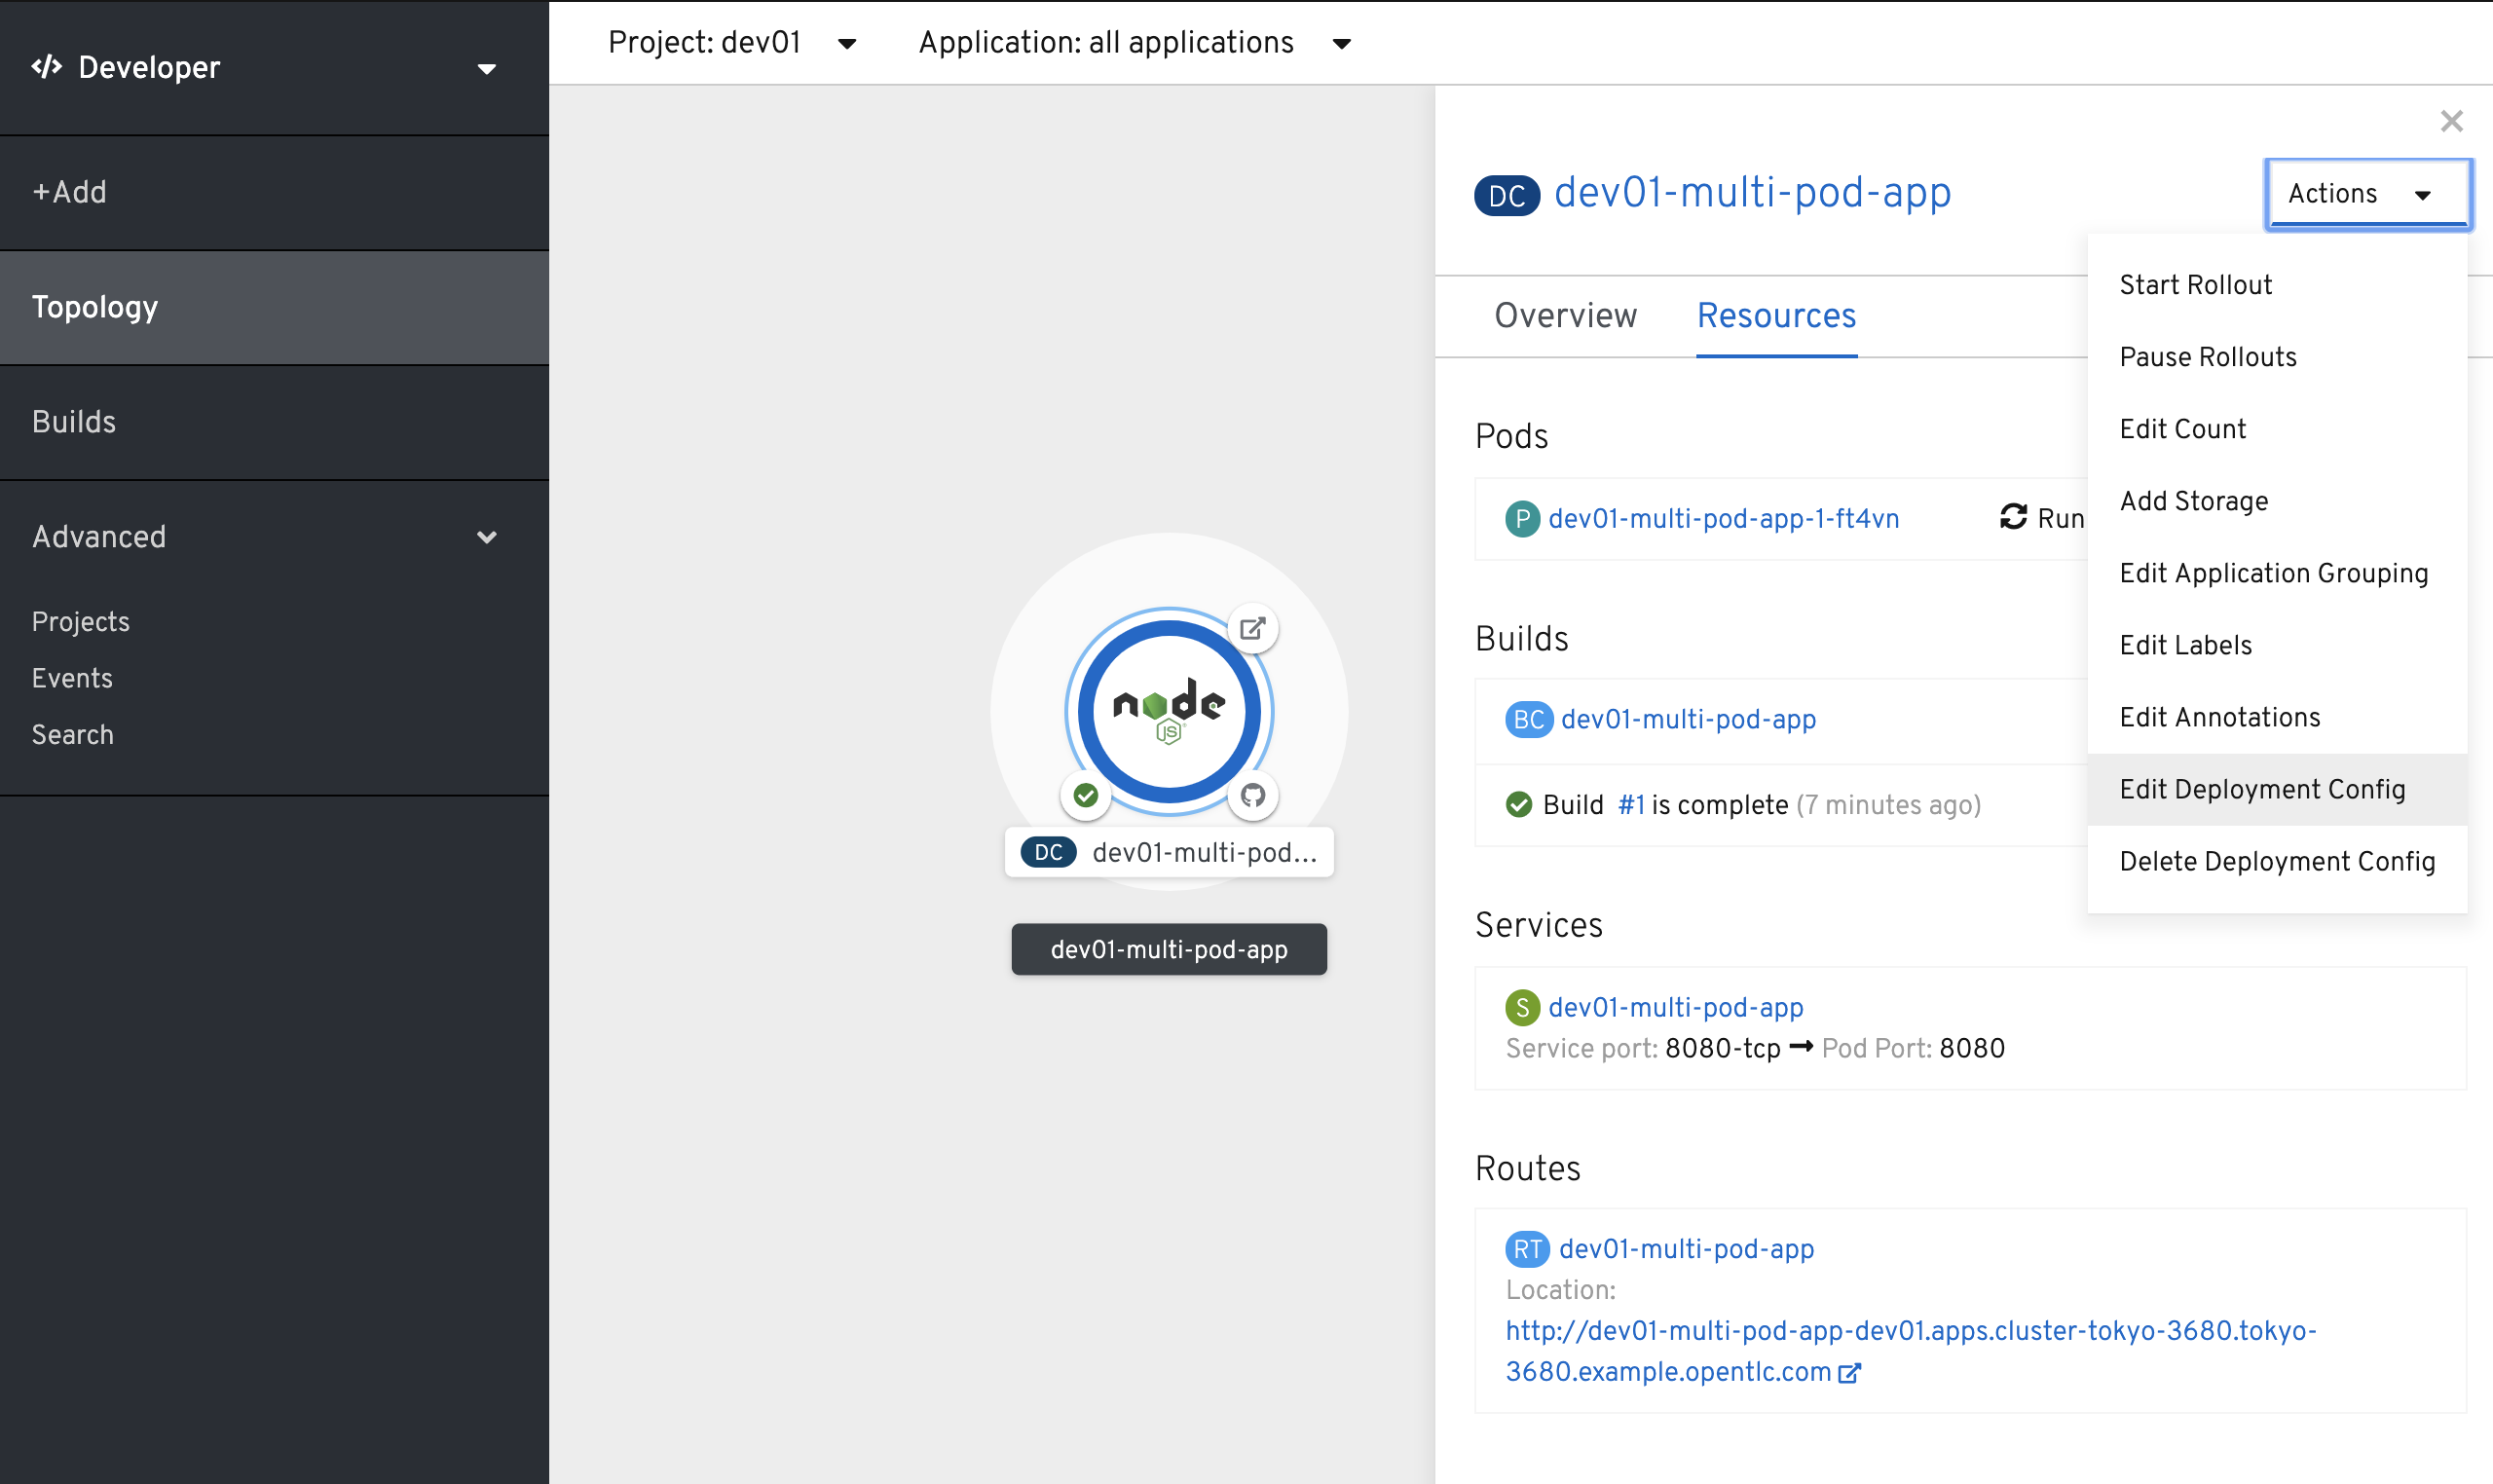 Developer
+Add
Topology
Builds
Advanced
Projects
Events
Search
Project: dev01
Application: all applications
node
JS
DC dev01-multi-pod...
dev01-multi-pod-app
DC dev01-multi-pod-app
Actions
Start Rollout
Pause Rollouts
Edit Count
Add Storage
Edit Application Grouping
Edit Labels
Edit Annotations
Edit Deployment Config
Delete Deployment Config
Overview Resources
Pods
P dev01-multi-pod-app-1-ft4vn Run
Builds
BC dev01-multi-pod-app
Build #1 is complete (7 minutes ago)
Services
S dev01-multi-pod-app
Service port: 8080-tcp → Pod Port: 8080
Routes
RT dev01-multi-pod-app
Location:
http://dev01-multi-pod-app-dev01.apps.cluster-tokyo-3680.tokyo-
3680.example.opentlc.com